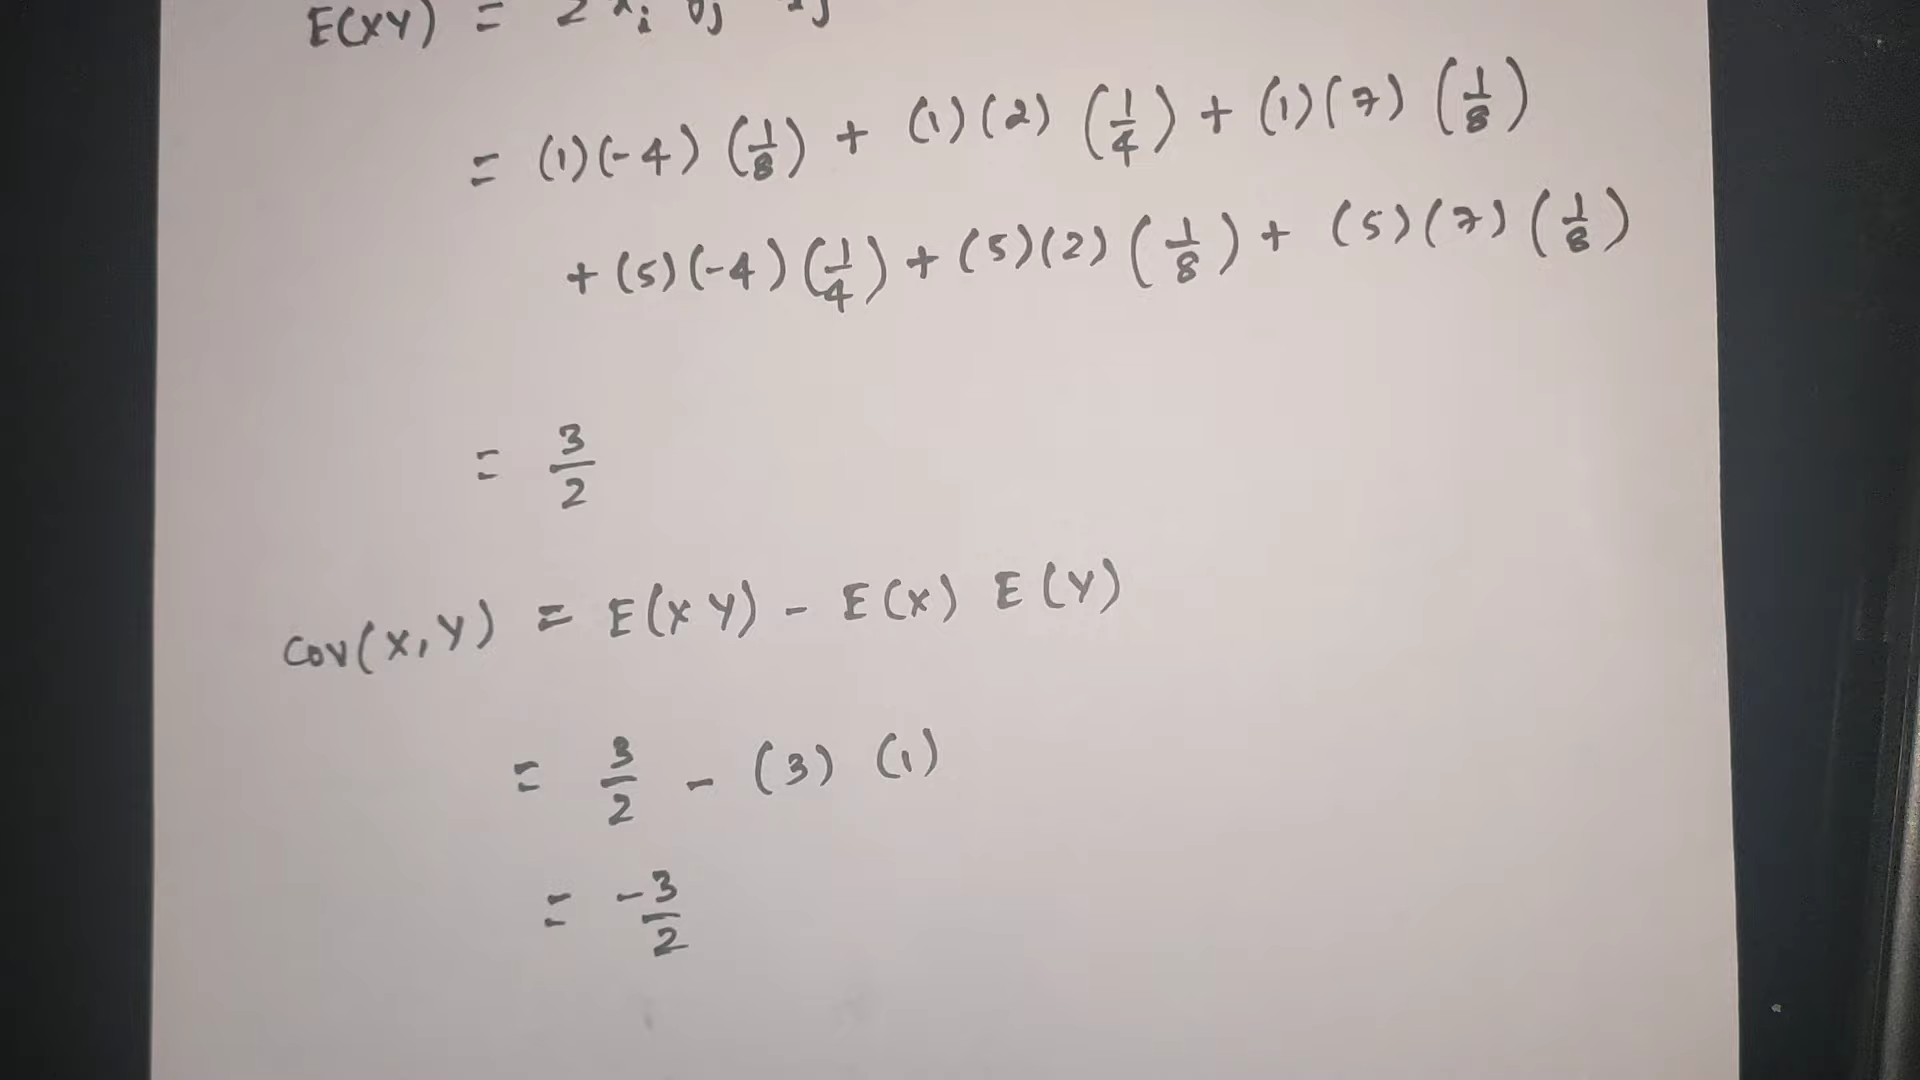 E(XY) =
= (1)(-4) (1/8) + (1)(2) (1/4) + (1)(7) (1/8)
+ (5)(-4) (1/4) + (5)(2) (1/8) + (5)(7) (1/8)
= 3/2
Cov(X,Y) = E(XY) - E(X) E(Y)
= 3/2 - (3) (1)
= -3/2